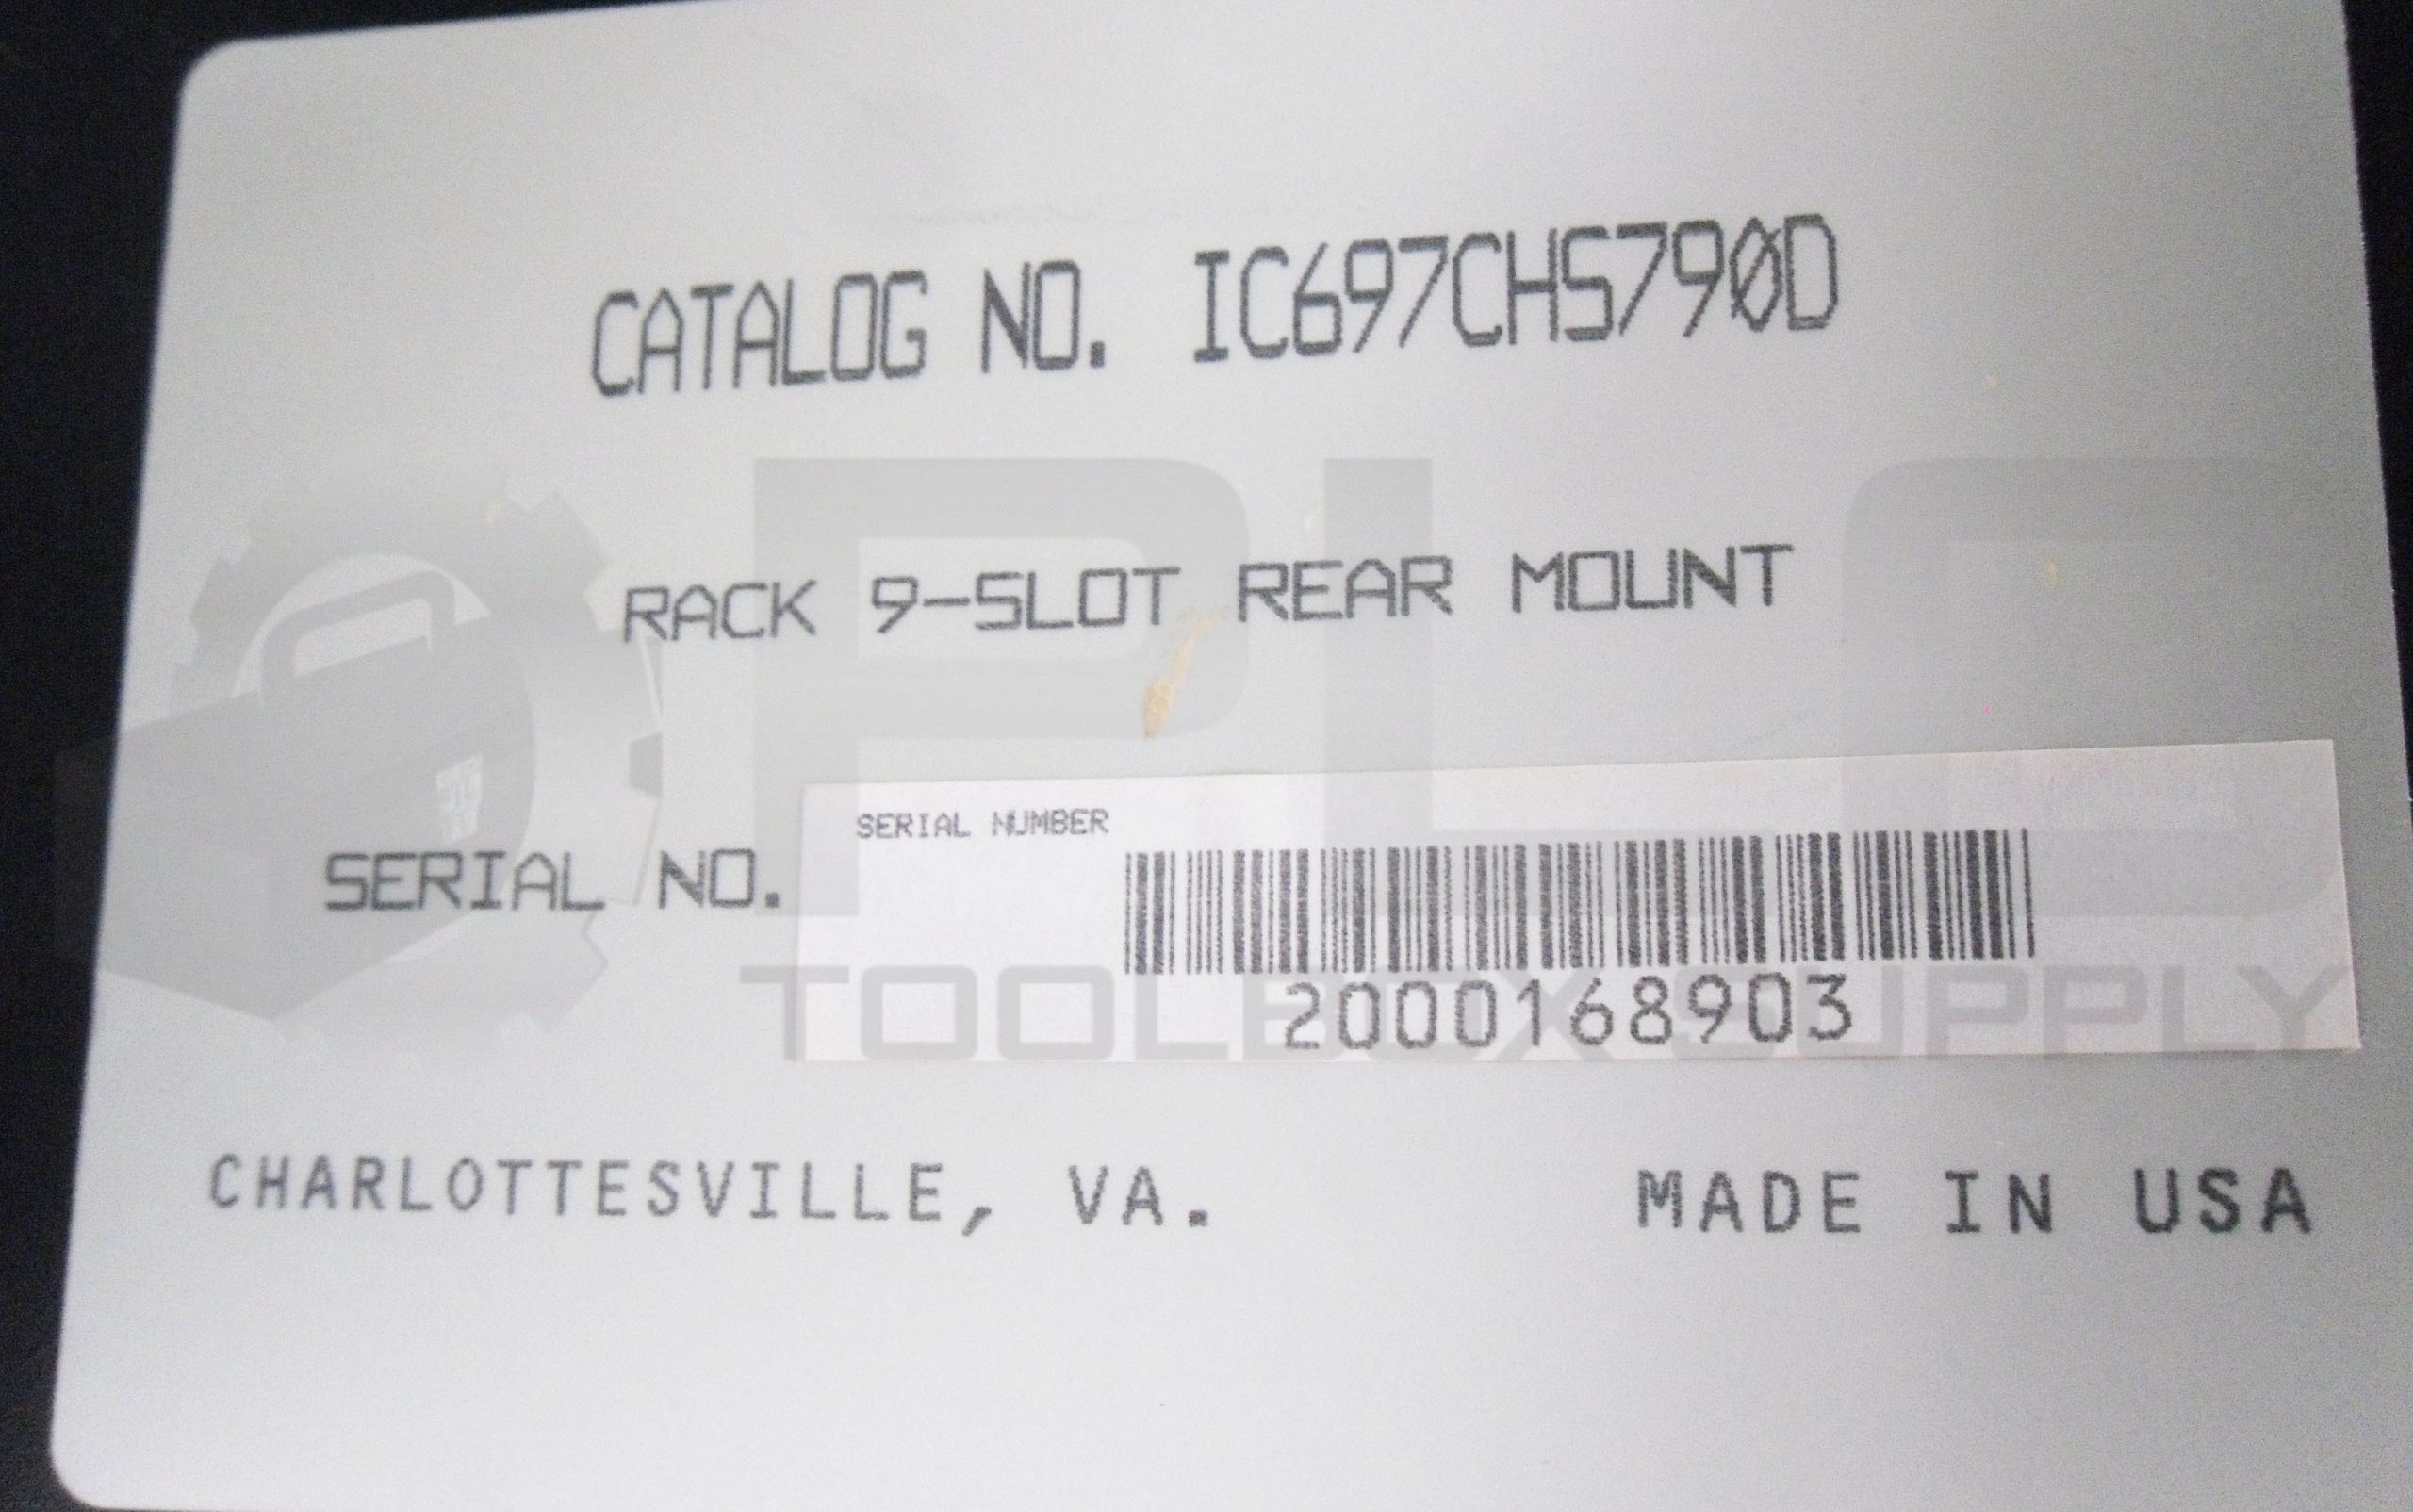 CATALOG NO. IC697CHS790D
RACK 9-SLOT REAR MOUNT
SERIAL NUMBER
SERIAL NO.
2000168903
CHARLOTTESVILLE, VA. MADE IN USA
PLC
TOOLBOX SUPPLY